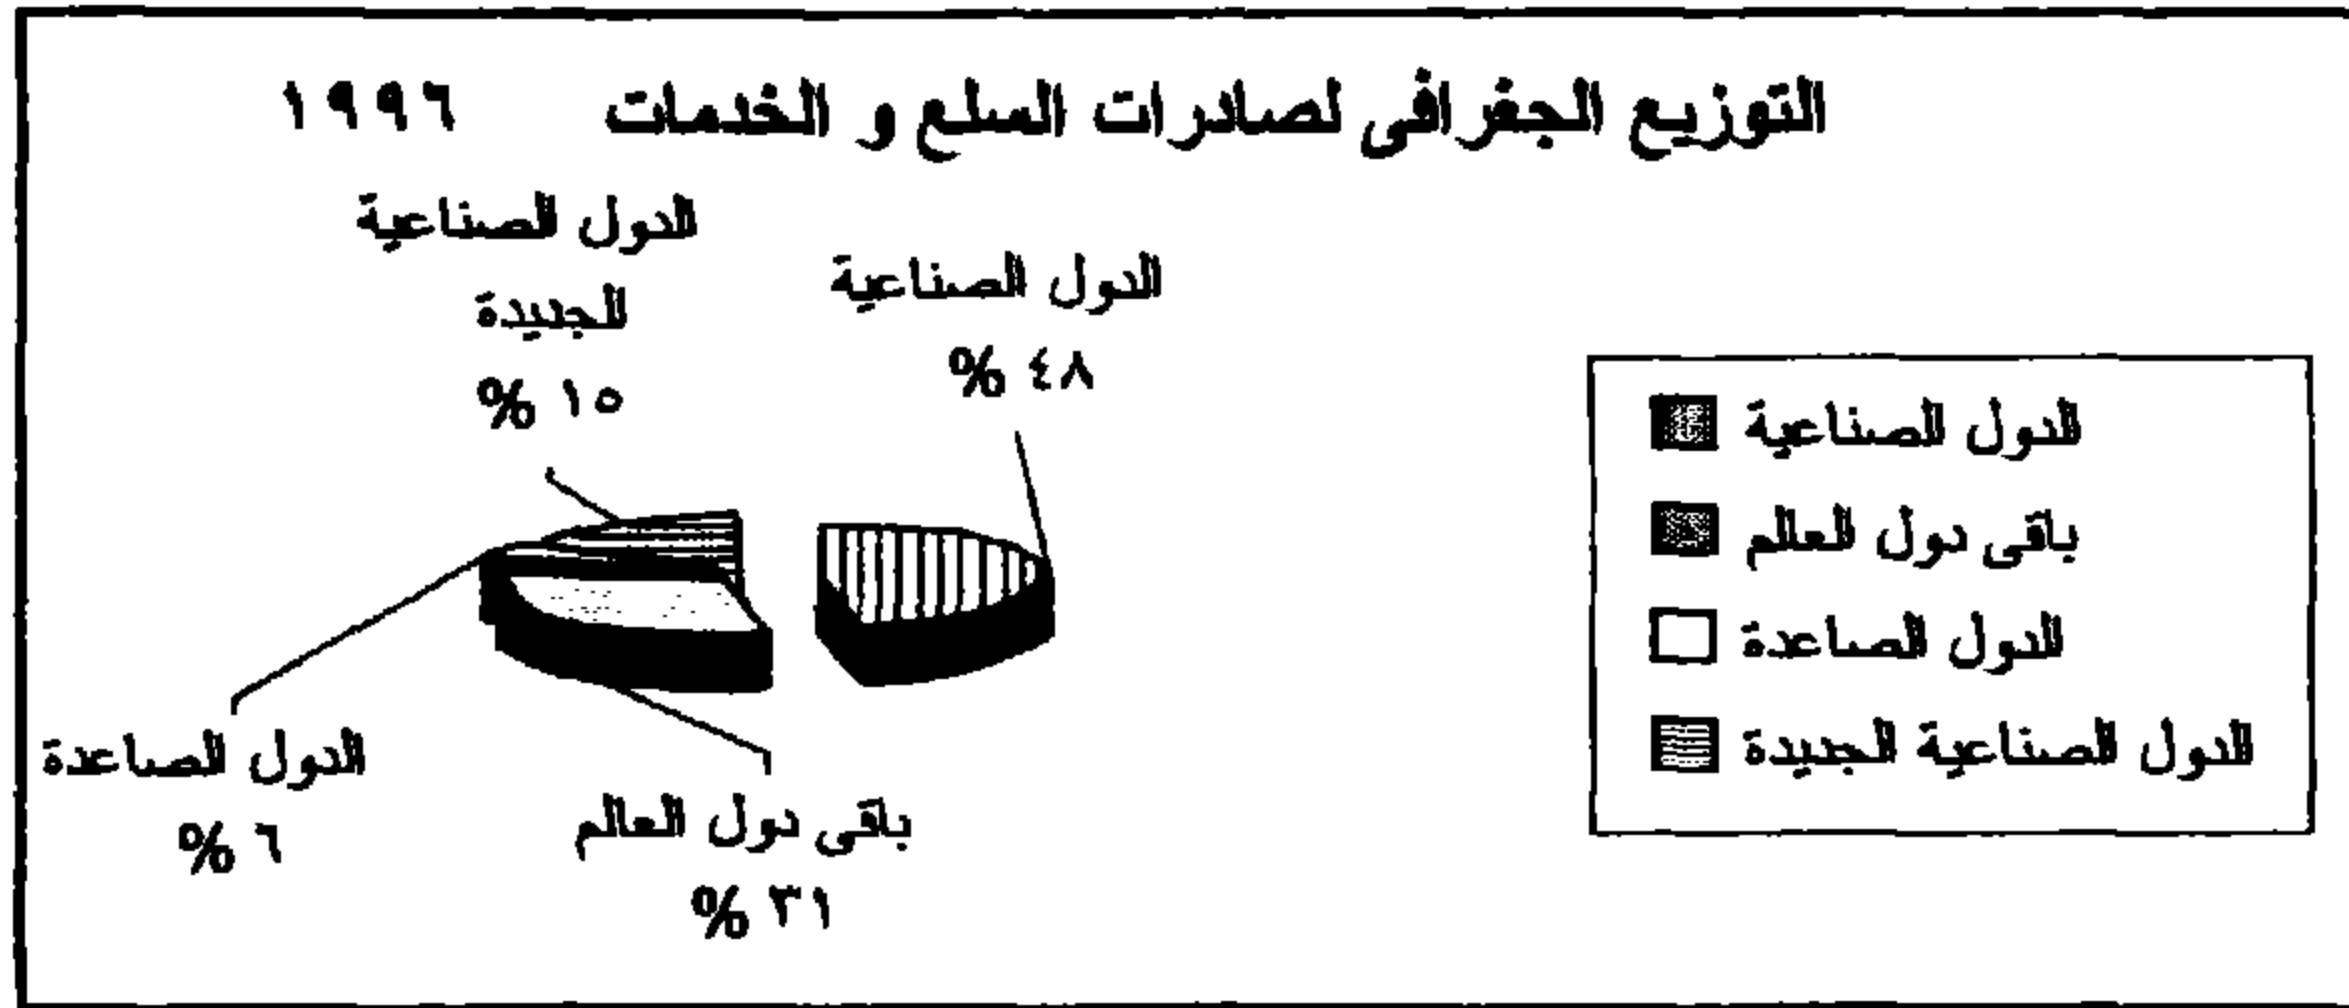 التوزيع الجغرافى لصادرات السلع و الخدمات ١٩٩٦
الدول الصناعية
٤٨ %
الدول الصناعية
الجديدة
١٥ %
الدول الصاعدة
٦ %
باقى دول العالم
٣١ %
الدول الصناعية
باقى دول العالم
الدول الصاعدة
الدول الصناعية الجديدة